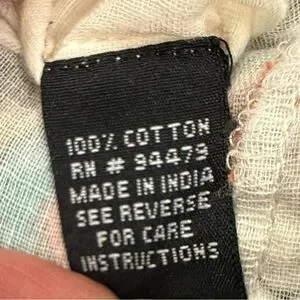 100% COTTON
RN # 94479
MADE IN INDIA
SEE REVERSE
FOR CARE
INSTRUCTIONS